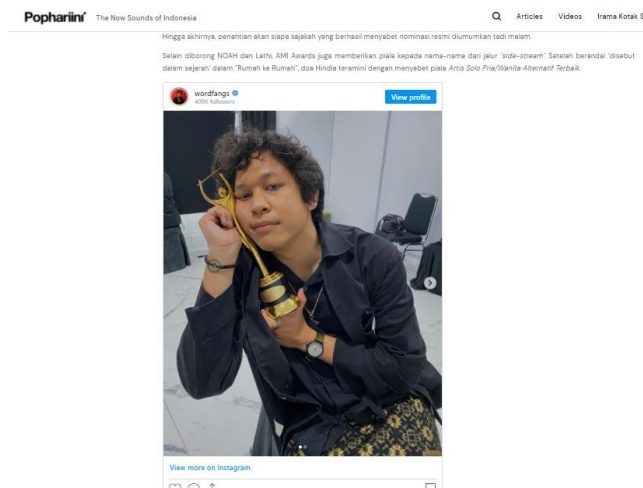 Pophariini The Now Sounds of Indonesia
Articles Videos Irama Kotak S
Hingga akhirnya, penantian akan siapa sajakah yang berhasil menyabet nominasi resmi diumumkan tadi malam.
Selain diborong NOAH dan Lathi, AMI Awards juga memberikan piala kepada nama-nama dari jalur 'side-stream'. Setelah berandai 'disebut
dalam sejarah' dalam "Rumah ke Rumah", doa Hindia teramini dengan menyabet piala Artis Solo Pria/Wanita Alternatif Terbaik.
wordfangs
409K followers
View profile
View more on Instagram